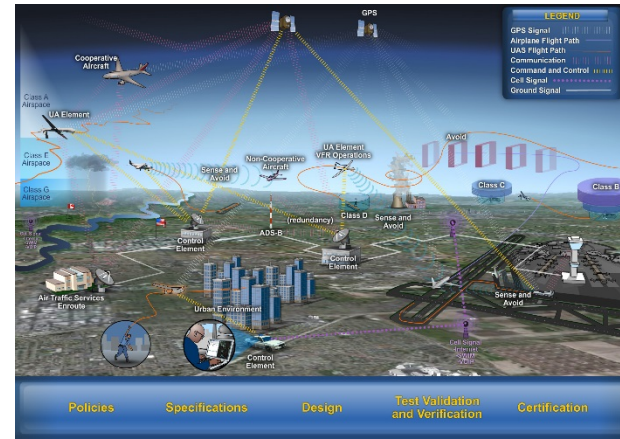 GPS
LEGEND
GPS Signal
Airplane Flight Path
UAS Flight Path
Communication
Command and Control
Cell Signal
Ground Signal
Cooperative
Aircraft
Class A
Airspace
UA Element
Class E
Airspace
Class G
Airspace
Sense and
Avoid
Non-Cooperative
Aircraft
UA Element
VFR Operations
Avoid
Class C
Class B
Class D
Sense and
Avoid
Control
Element
ADS-B
(redundancy)
Control
Element
Air Traffic Services
Enroute
Urban Environment
Sense and
Avoid
Control
Element
Cell Signal
Internet
Policies
Specifications
Design
Test Validation
and Verification
Certification